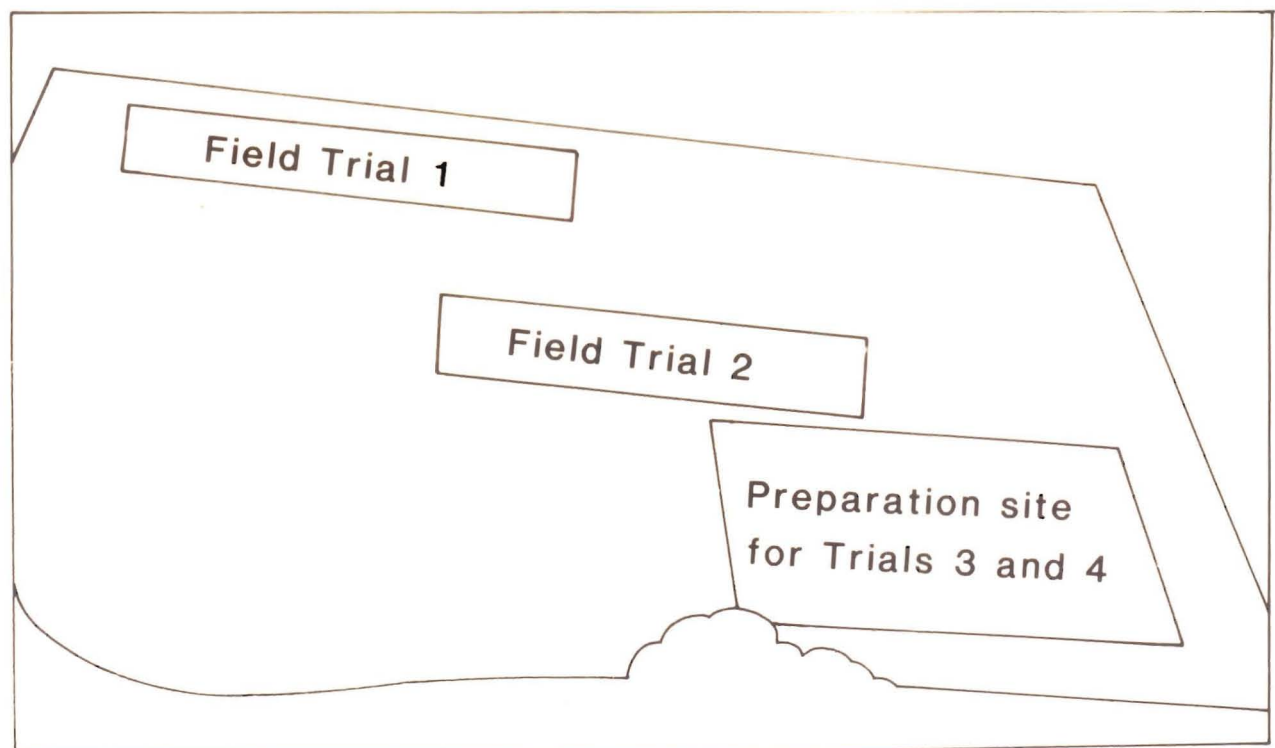 Field Trial 1
Field Trial 2
Preparation site
for Trials 3 and 4